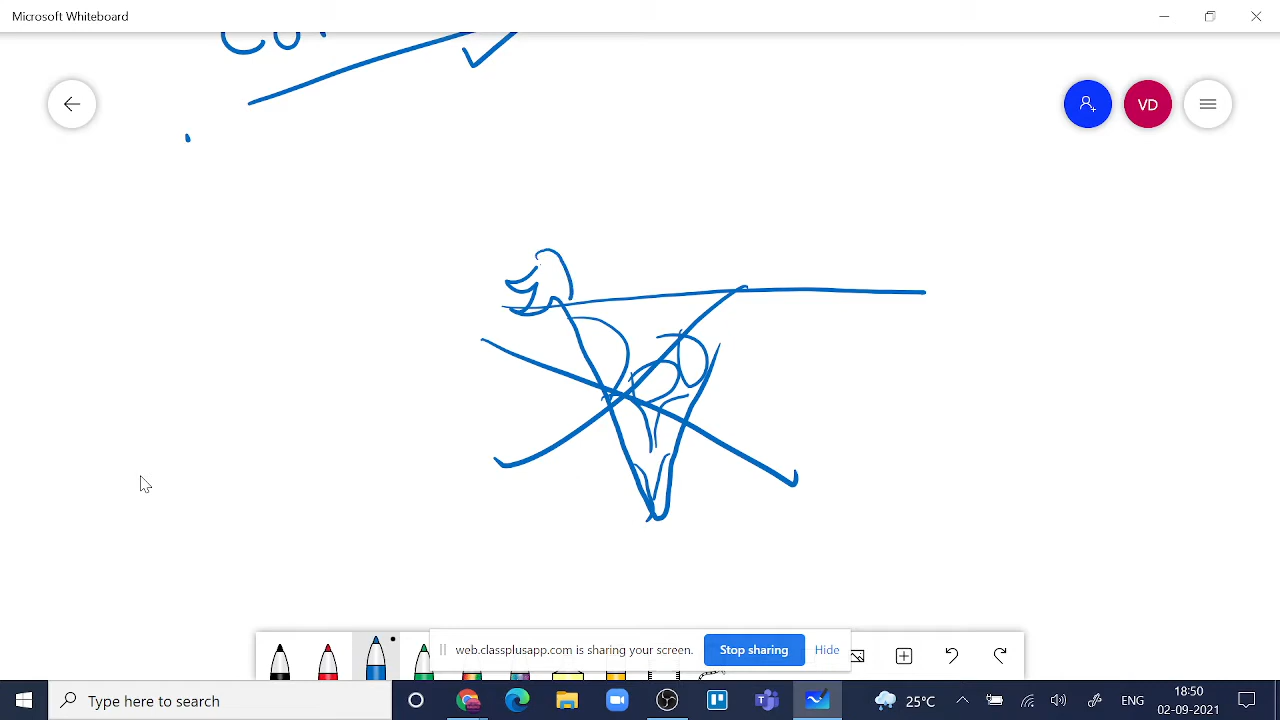 Microsoft Whiteboard
VD
web.classplusapp.com is sharing your screen.
Stop sharing
Hide
Type here to search
25°C
ENG
18:50
02-09-2021